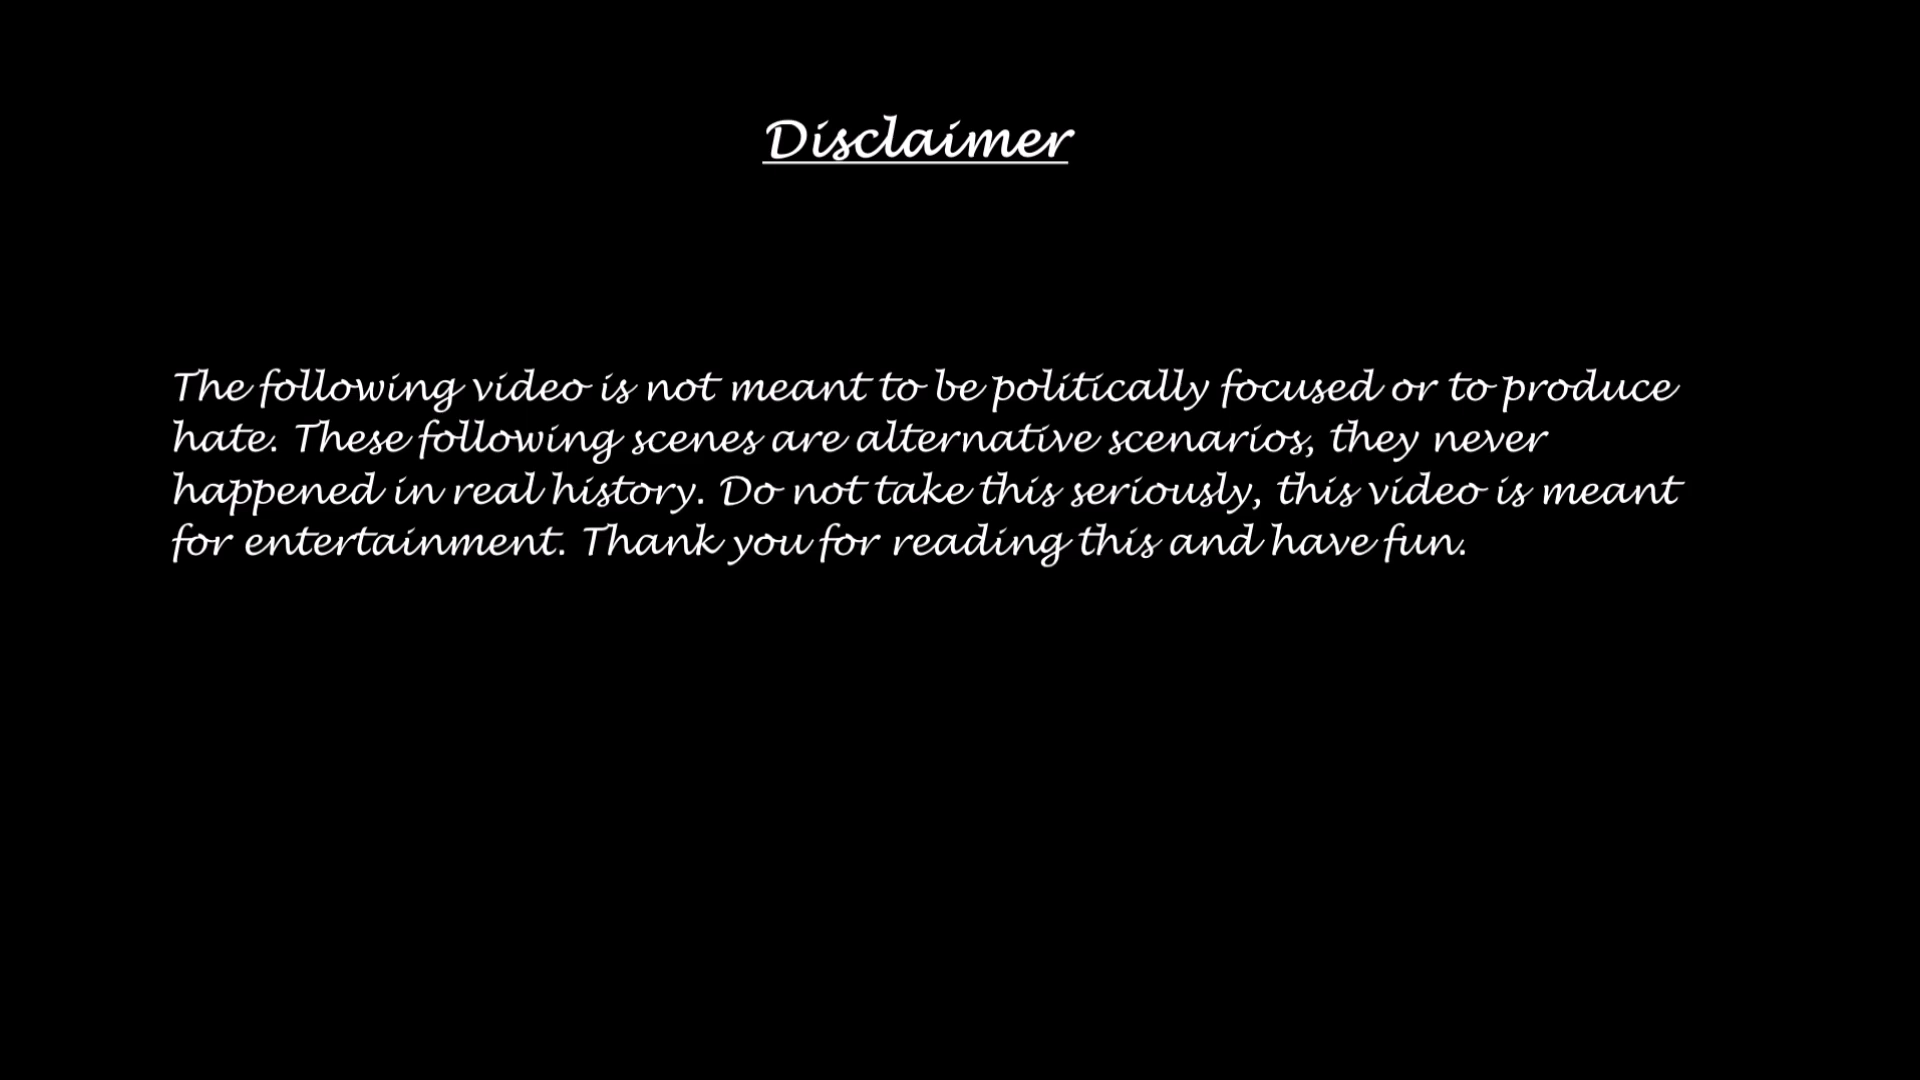 Disclaimer
The following video is not meant to be politically focused or to produce
hate. These following scenes are alternative scenarios, they never
happened in real history. Do not take this seriously, this video is meant
for entertainment. Thank you for reading this and have fun.